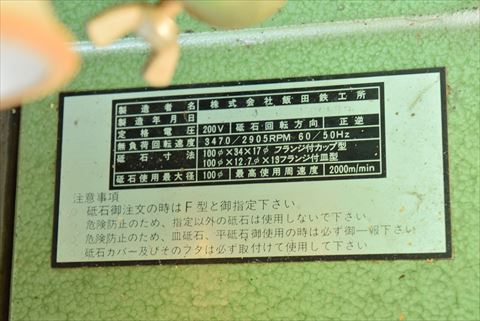 製造者名 株式会社飯田鉄工所
製造年月日
定格電圧 200V 砥石・回転方向 正逆
無負荷回転速度 3470/2905RPM 60/50Hz
砥石寸法 100φ×34×17φフランジ付カップ型
100φ×12.7φ×13フランジ付皿型
砥石使用最大径 100φ 最高使用周速度 2000m/min
注意事項
砥石御注文の時はF型と御指定下さい
危険防止のため、指定以外の砥石は使用しないで下さい。
危険防止のため、皿砥石、平砥石御使用の時は必ず御一報下さい
砥石カバー及びそのフタは必ず取付けて使用して下さい